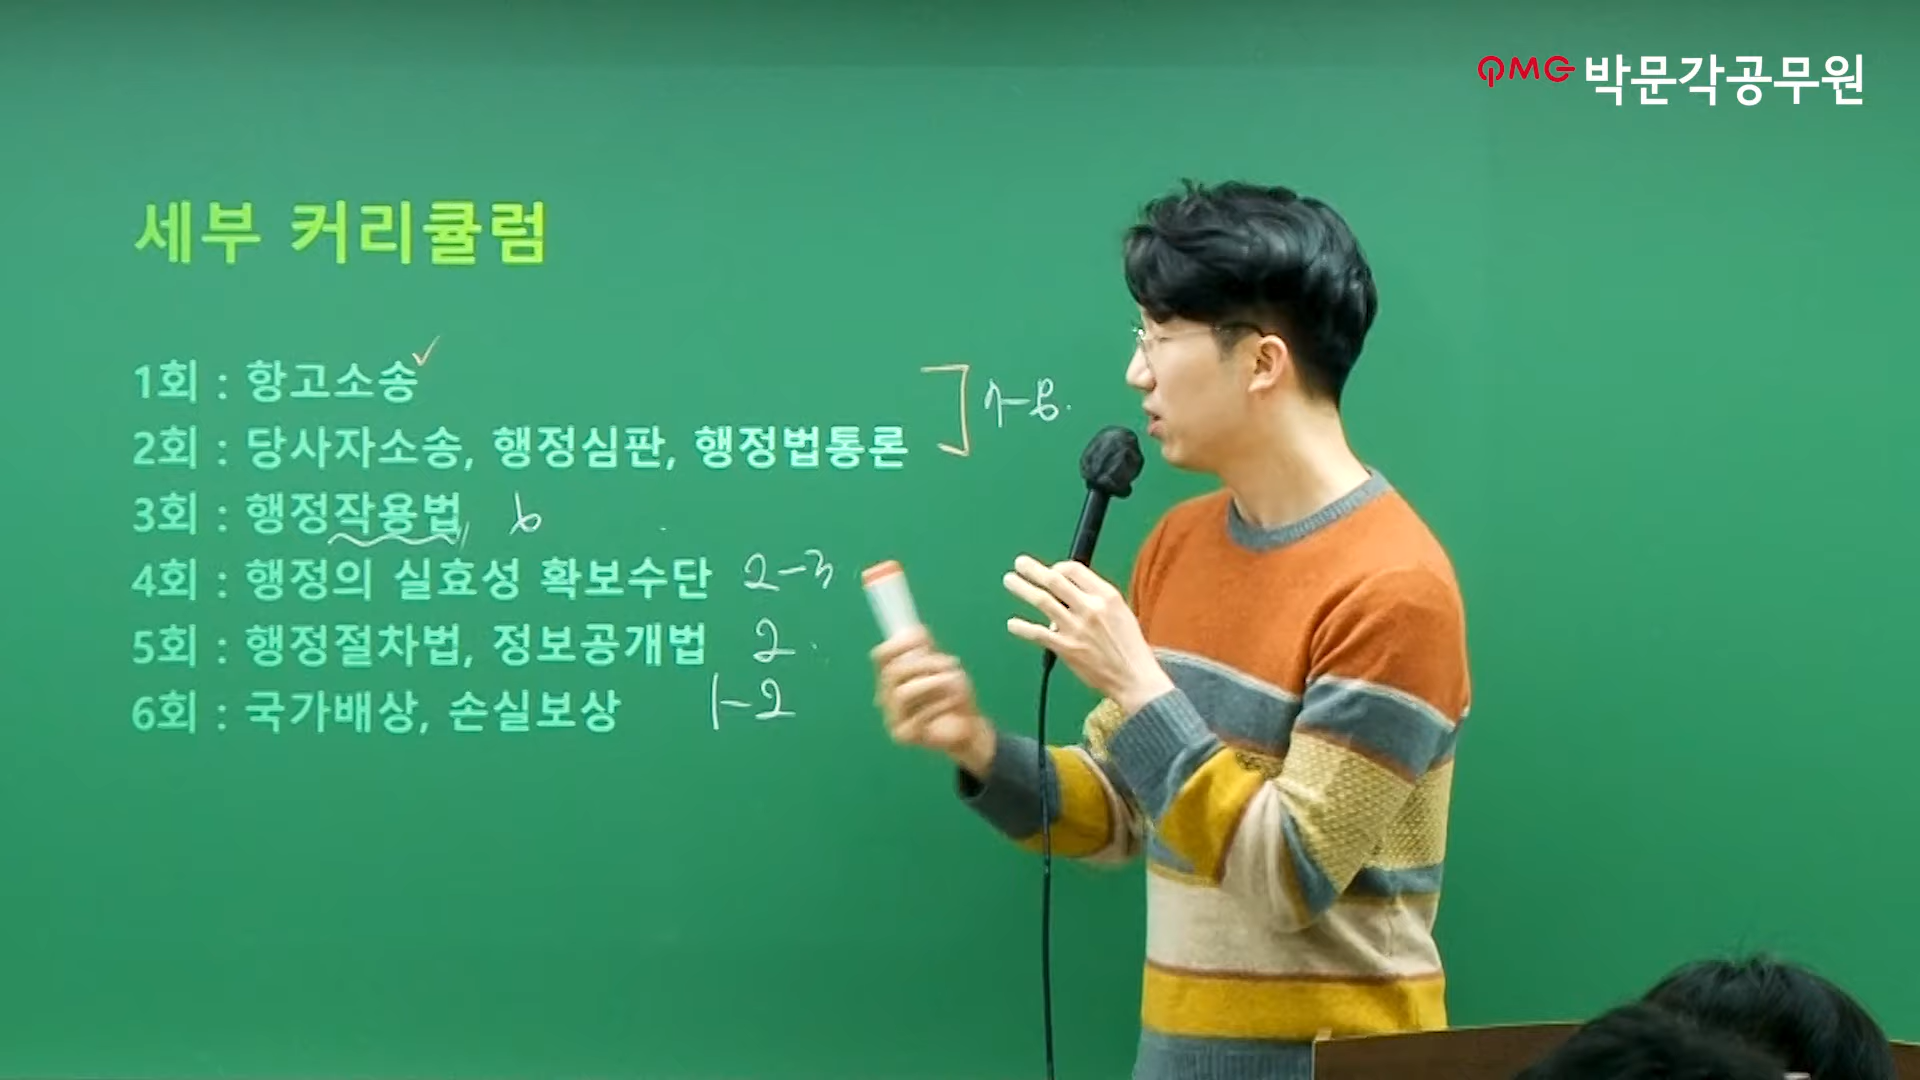 PMG 박문각공무원
세부 커리큘럼
1회 : 항고소송
2회 : 당사자소송, 행정심판, 행정법통론 7-8.
3회 : 행정작용법 6
4회 : 행정의 실효성 확보수단 2-3
5회 : 행정절차법, 정보공개법 2
6회 : 국가배상, 손실보상 1-2